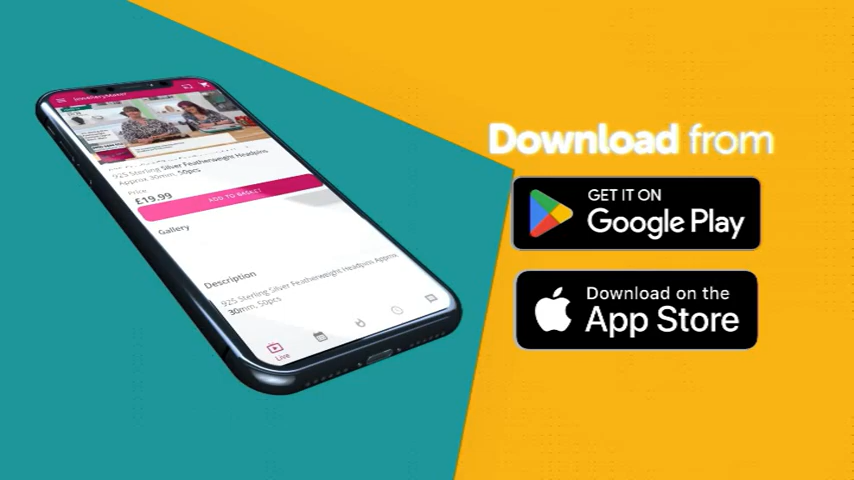 JewelleryMaker
925 Sterling Silver Featherweight Headpins
Approx 30mm, 50pcs
Price
£19.99
ADD TO BASKET
Gallery
Description
925 Sterling Silver Featherweight Headpins Approx
30mm, 50pcs
Live
Download from
GET IT ON
Google Play
Download on the
App Store